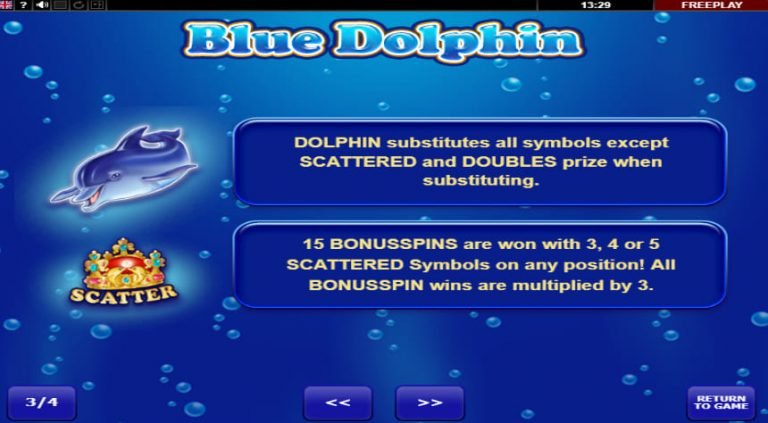 ?
13:29
FREEPLAY
Blue Dolphin
DOLPHIN substitutes all symbols except
SCATTERED and DOUBLES prize when
substituting.
15 BONUSSPINS are won with 3, 4 or 5
SCATTERED Symbols on any position! All
BONUSSPIN wins are multiplied by 3.
SCATTER
3/4
<<
>>
RETURN
TO GAME